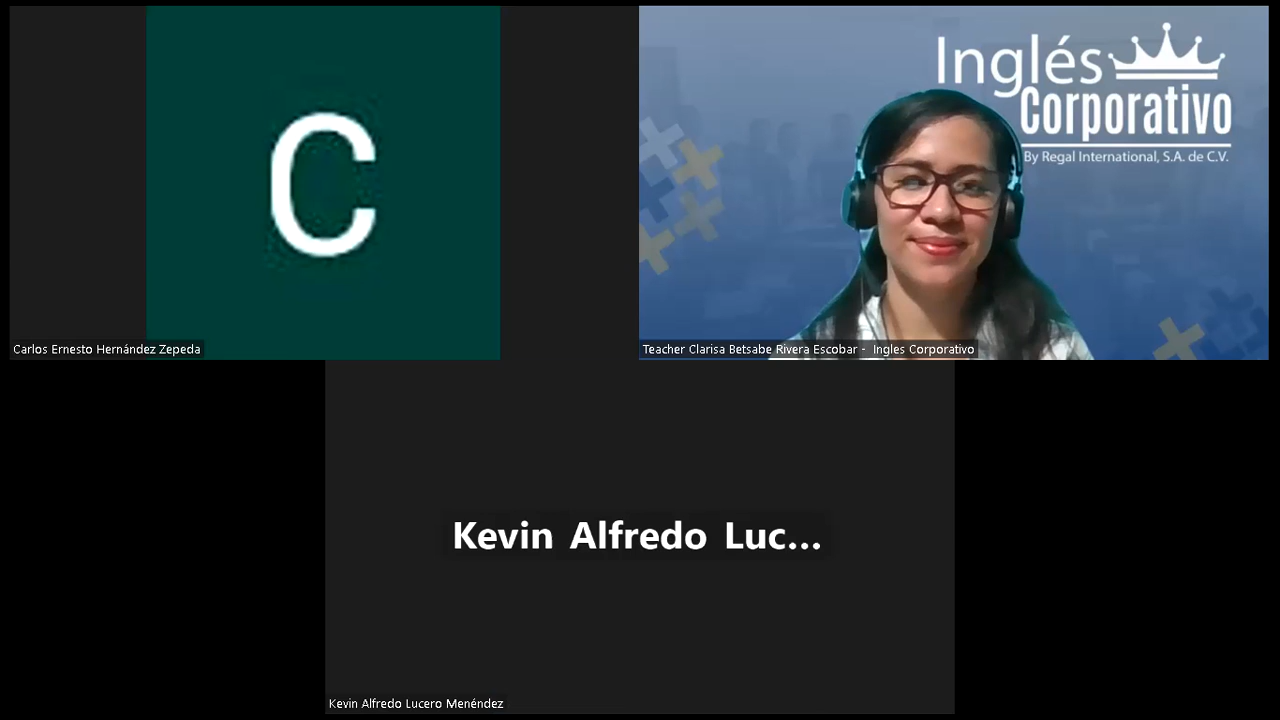 C
Carlos Ernesto Hernández Zepeda
Inglés
Corporativo
By Regal International, S.A. de C.V.
Teacher Clarisa Betsabe Rivera Escobar - Ingles Corporativo
Kevin Alfredo Luc...
Kevin Alfredo Lucero Menéndez